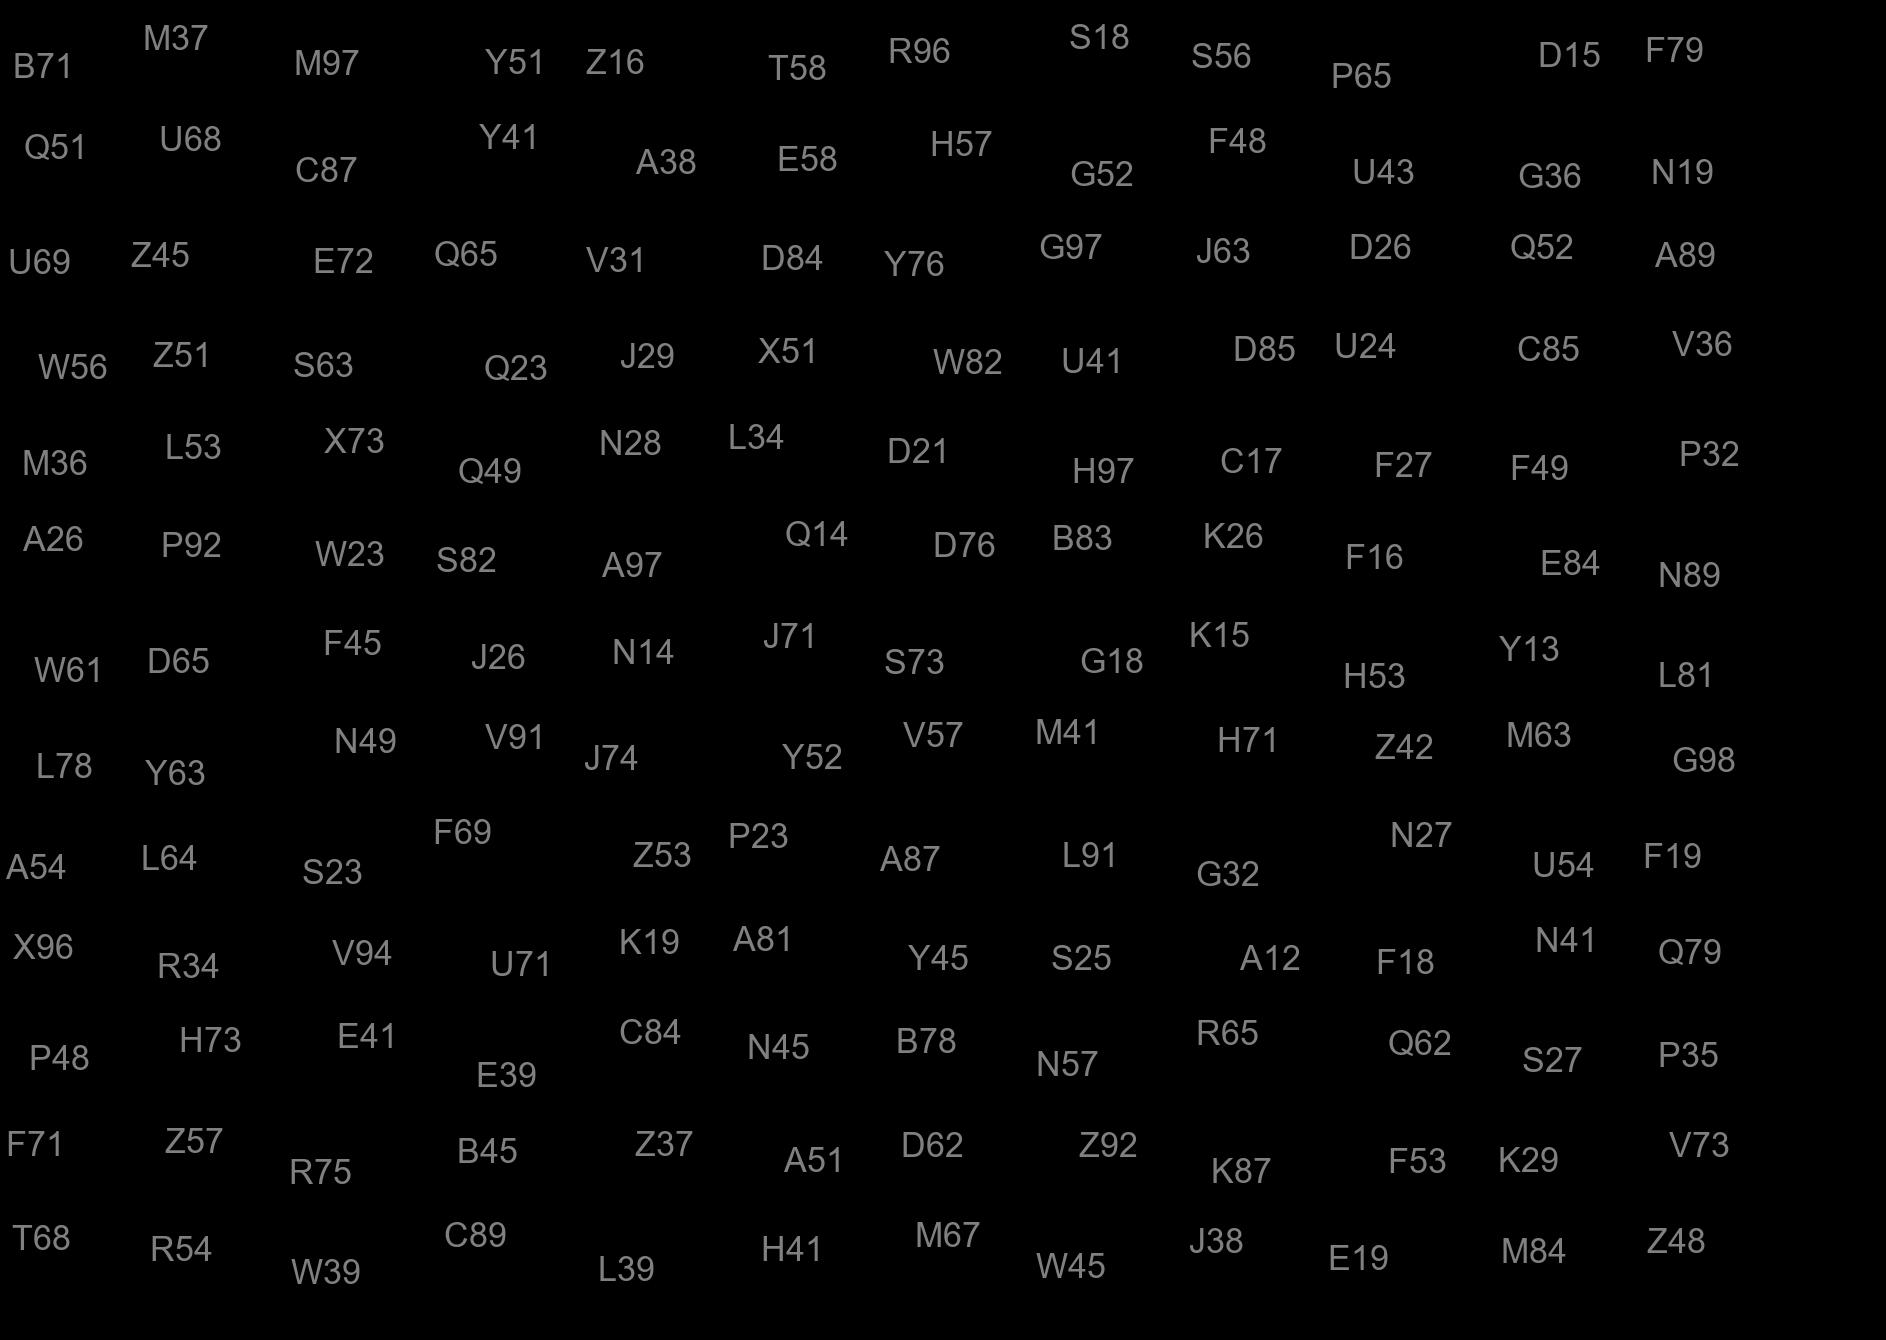 B71 M37 M97 Y51 Z16 T58 R96 S18 S56 P65 D15 F79
Q51 U68 C87 Y41 A38 E58 H57 G52 F48 U43 G36 N19
U69 Z45 E72 Q65 V31 D84 Y76 G97 J63 D26 Q52 A89
W56 Z51 S63 Q23 J29 X51 W82 U41 D85 U24 C85 V36
M36 L53 X73 Q49 N28 L34 D21 H97 C17 F27 F49 P32
A26 P92 W23 S82 A97 Q14 D76 B83 K26 F16 E84 N89
W61 D65 F45 J26 N14 J71 S73 G18 K15 H53 Y13 L81
L78 Y63 N49 V91 J74 Y52 V57 M41 H71 Z42 M63 G98
A54 L64 S23 F69 Z53 P23 A87 L91 G32 N27 U54 F19
X96 R34 V94 U71 K19 A81 Y45 S25 A12 F18 N41 Q79
P48 H73 E41 E39 C84 N45 B78 N57 R65 Q62 S27 P35
F71 Z57 R75 B45 Z37 A51 D62 Z92 K87 F53 K29 V73
T68 R54 W39 C89 L39 H41 M67 W45 J38 E19 M84 Z48